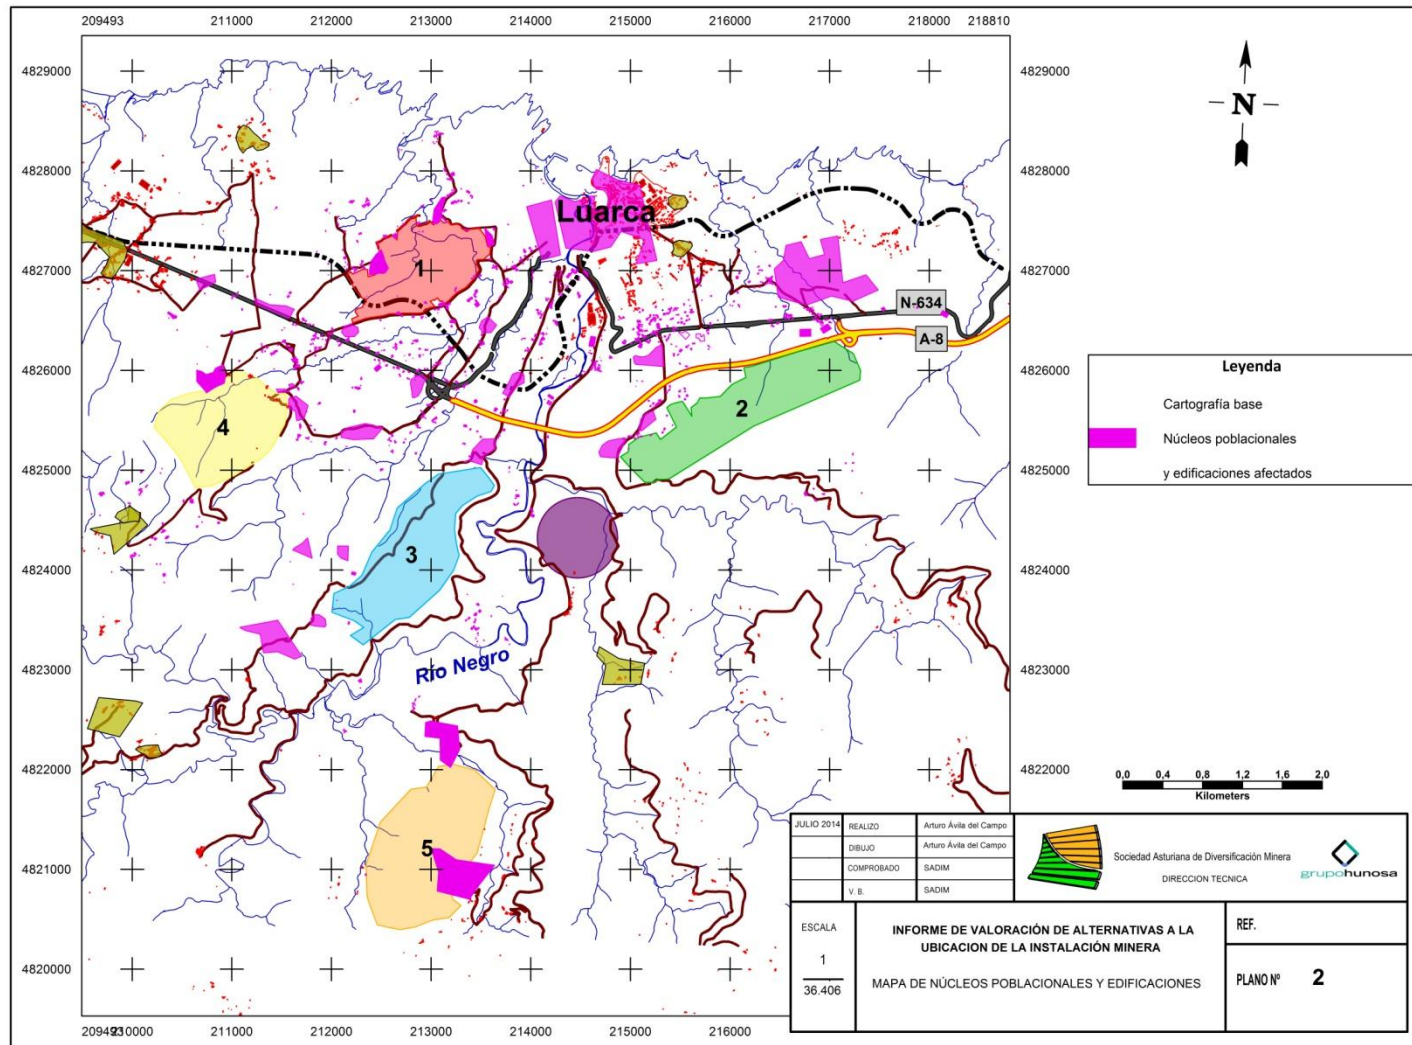 209493 211000 212000 213000 214000 215000 216000 217000 218000 218810
4829000 4829000
4828000 4828000
4827000 4827000
4826000 4826000
4825000 4825000
4824000 4824000
4823000 4823000
4822000 4822000
4821000
4820000
N
Luarca
1
N-634
A-8
2
4
3
Río Negro
5
Leyenda
Cartografía base
Núcleos poblacionales
y edificaciones afectados
0,0 0,4 0,8 1,2 1,6 2,0
Kilometers
JULIO 2014 REALIZO Arturo Ávila del Campo
DIBUJO Arturo Ávila del Campo
COMPROBADO SADIM
V. B. SADIM
Sociedad Asturiana de Diversificación Minera
DIRECCION TECNICA
grupohunosa
ESCALA
1
36.406
INFORME DE VALORACIÓN DE ALTERNATIVAS A LA
UBICACION DE LA INSTALACIÓN MINERA
MAPA DE NÚCLEOS POBLACIONALES Y EDIFICACIONES
REF.
PLANO Nº 2
209493 210000 211000 212000 213000 214000 215000 216000